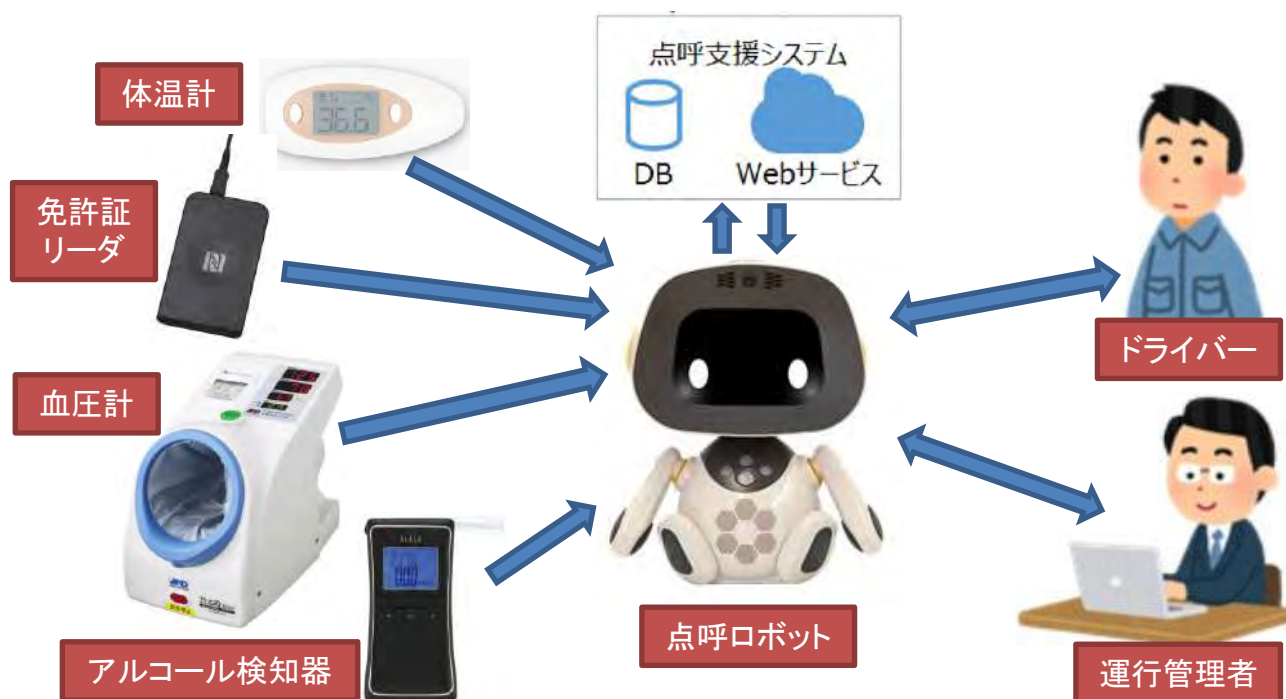 点呼支援システム
DB
Webサービス
体温計
36.6
免許証
リーダ
血圧計
アルコール検知器
点呼ロボット
ドライバー
運行管理者